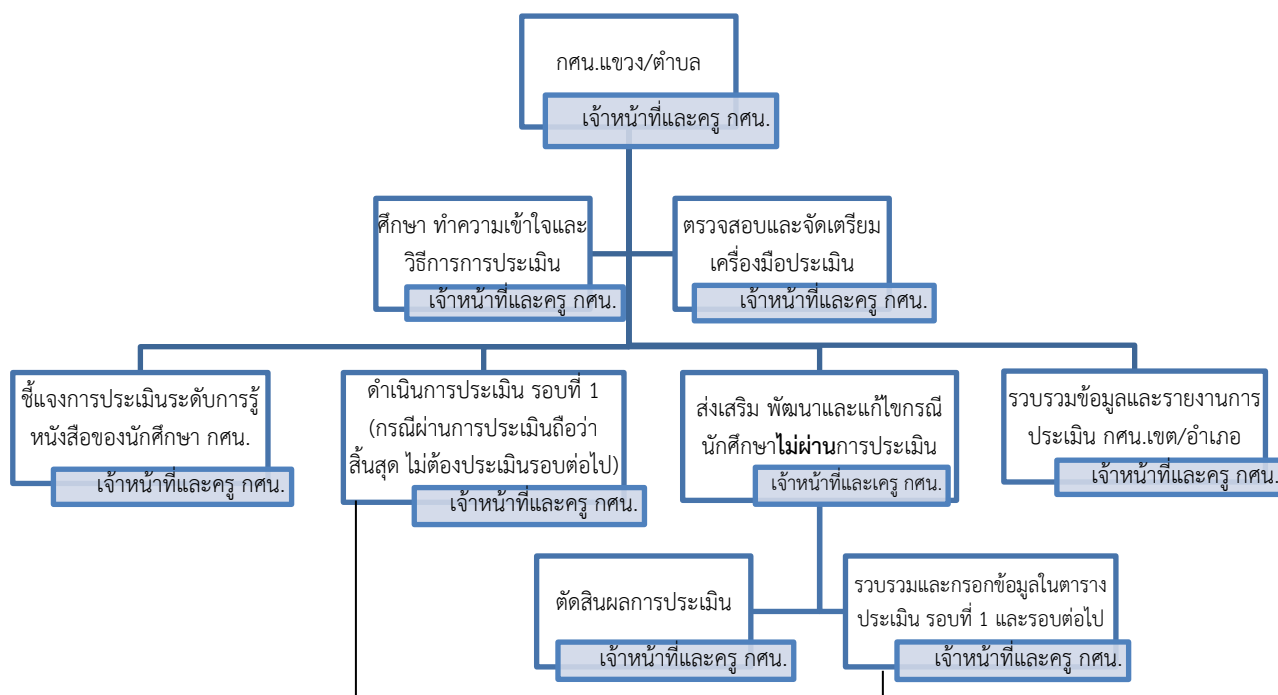 กศน.แขวง/ตำบล
เจ้าหน้าที่และครู กศน.
ศึกษา ทำความเข้าใจและ
วิธีการการประเมิน
เจ้าหน้าที่และครู กศน.
ตรวจสอบและจัดเตรียม
เครื่องมือประเมิน
เจ้าหน้าที่และครู กศน.
ชี้แจงการประเมินระดับการรู้
หนังสือของนักศึกษา กศน.
เจ้าหน้าที่และครู กศน.
ดำเนินการประเมิน รอบที่ 1
(กรณีผ่านการประเมินถือว่า
สิ้นสุด ไม่ต้องประเมินรอบต่อไป)
เจ้าหน้าที่และครู กศน.
ส่งเสริม พัฒนาและแก้ไขกรณี
นักศึกษาไม่ผ่านการประเมิน
เจ้าหน้าที่และเครู กศน.
รวบรวมข้อมูลและรายงานการ
ประเมิน กศน.เขต/อำเภอ
เจ้าหน้าที่และครู กศน.
ตัดสินผลการประเมิน
เจ้าหน้าที่และครู กศน.
รวบรวมและกรอกข้อมูลในตาราง
ประเมิน รอบที่ 1 และรอบต่อไป
เจ้าหน้าที่และครู กศน.